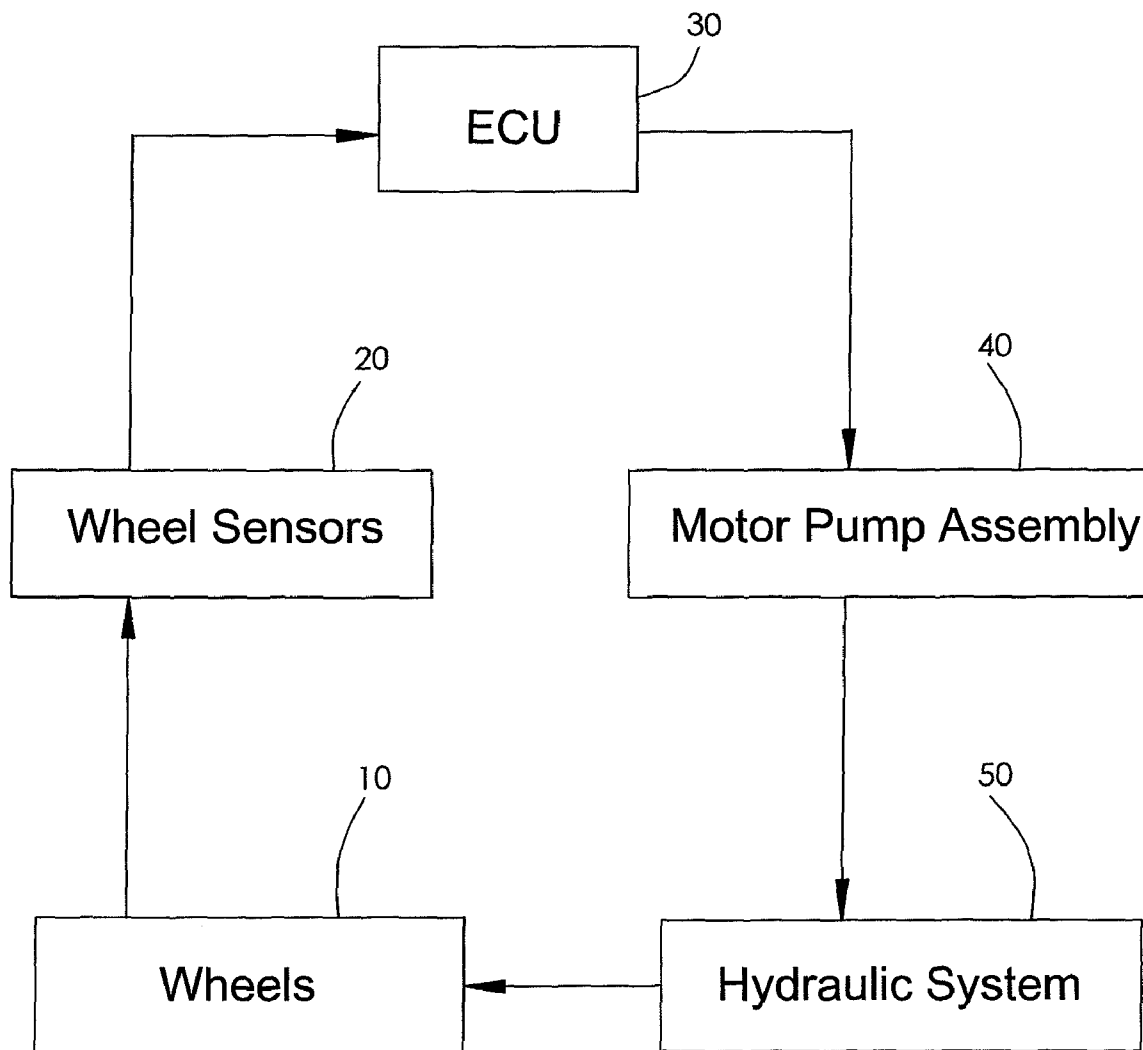 30
ECU
20
40
Wheel Sensors
Motor Pump Assembly
10
50
Wheels
Hydraulic System